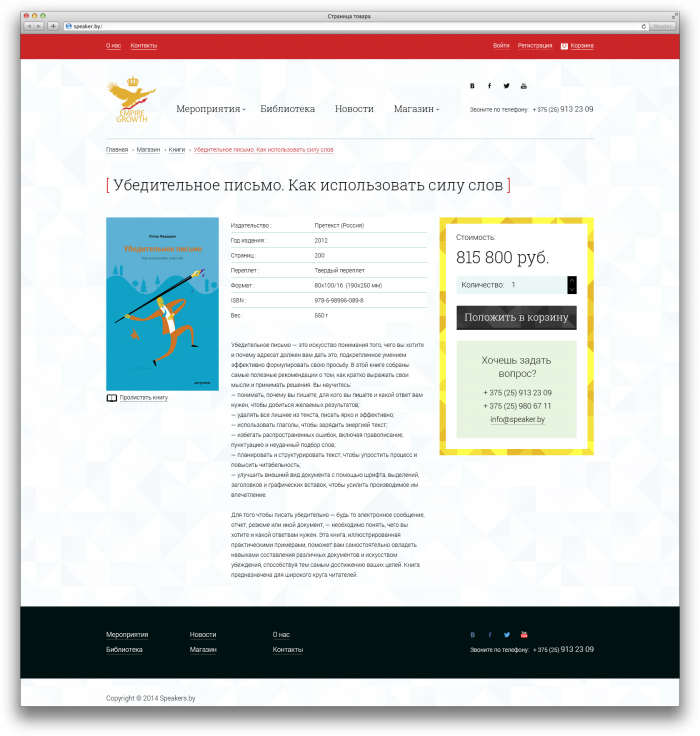 Страница товара
speaker.by/
Reader
О нас Контакты Войти Регистрация Корзина
EMPIRE
GROWTH
Мероприятия Библиотека Новости Магазин
Звоните по телефону: + 375 (25) 913 23 09
Главная Магазин Книги Убедительное письмо. Как использовать силу слов
[ Убедительное письмо. Как использовать силу слов ]
Питер Фредерик
Убедительное письмо
Как использовать силу слов
Пролистать книгу
Издательство : Претекст (Россия)
Год издания : 2012
Страниц : 200
Переплет : Твердый переплет
Формат : 80x100/16 (190x250 мм)
ISBN : 978-5-98995-089-8
Вес : 550 г
Убедительное письмо — это искусство понимания того, чего вы хотите
и почему адресат должен вам дать это, подкрепленное умением
эффективно формулировать свою просьбу. В этой книге собраны
самые полезные рекомендации о том, как кратко выражать свои
мысли и принимать решения. Вы научитесь:
— понимать, почему вы пишете, для кого вы пишете и какой ответ вам
нужен, чтобы добиться желаемых результатов;
— удалять все лишнее из текста, писать ярко и эффективно;
— использовать глаголы, чтобы зарядить энергией текст;
— избегать распространенных ошибок, включая правописание,
пунктуацию и неудачный подбор слов;
— планировать и структурировать текст, чтобы упростить процесс и
повысить читабельность;
— улучшить внешний вид документа с помощью шрифта, выделений,
заголовков и графических вставок, чтобы усилить производимое им
впечатление.
Для того чтобы писать убедительно — будь то электронное сообщение,
отчет, резюме или иной документ, — необходимо понять, чего вы
хотите и какой ответвам нужен. Эта книга, иллюстрированная
практическими примерами, поможет вам самостоятельно овладеть
навыками составления различных документов и искусством
убеждения, способствуя тем самым достижению ваших целей. Книга
предназначена для широкого круга читателей.
Стоимость:
815 800 руб.
Количество: 1
Положить в корзину
Хочешь задать
вопрос?
+ 375 (25) 913 23 09
+ 375 (25) 980 67 11
info@speaker.by
Мероприятия Новости О нас
Библиотека Магазин Контакты Звоните по телефону: + 375 (25) 913 23 09
Copyright © 2014 Speakers.by